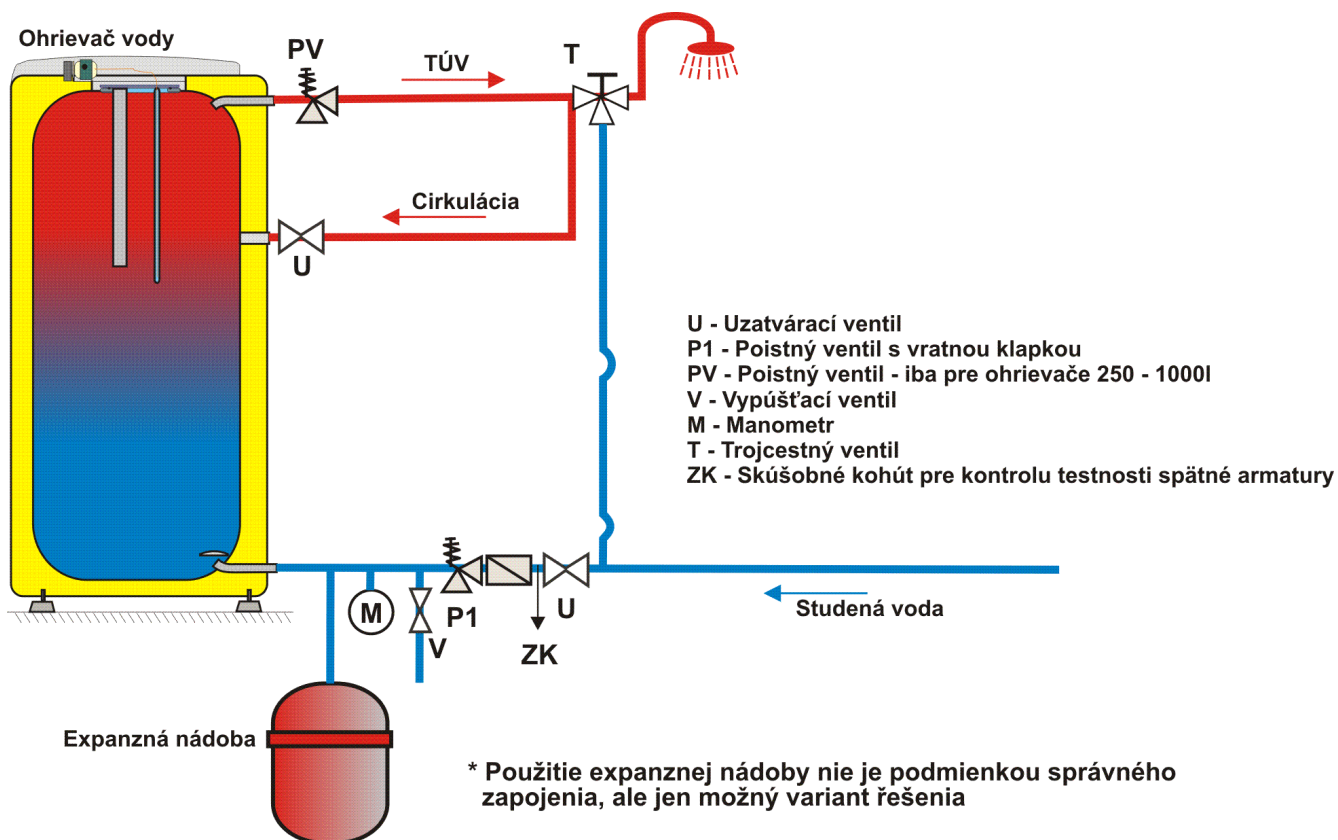 Ohrievač vody
PV
TÚV
T
Cirkulácia
U
U - Uzatvárací ventil
P1 - Poistný ventil s vratnou klapkou
PV - Poistný ventil - iba pre ohrievače 250 - 1000l
V - Vypúšťací ventil
M - Manometr
T - Trojcestný ventil
ZK - Skúšobné kohút pre kontrolu testnosti spätné armatury
M
V
P1
ZK
U
Studená voda
Expanzná nádoba
* Použitie expanznej nádoby nie je podmienkou správného
zapojenia, ale jen možný variant řešenia